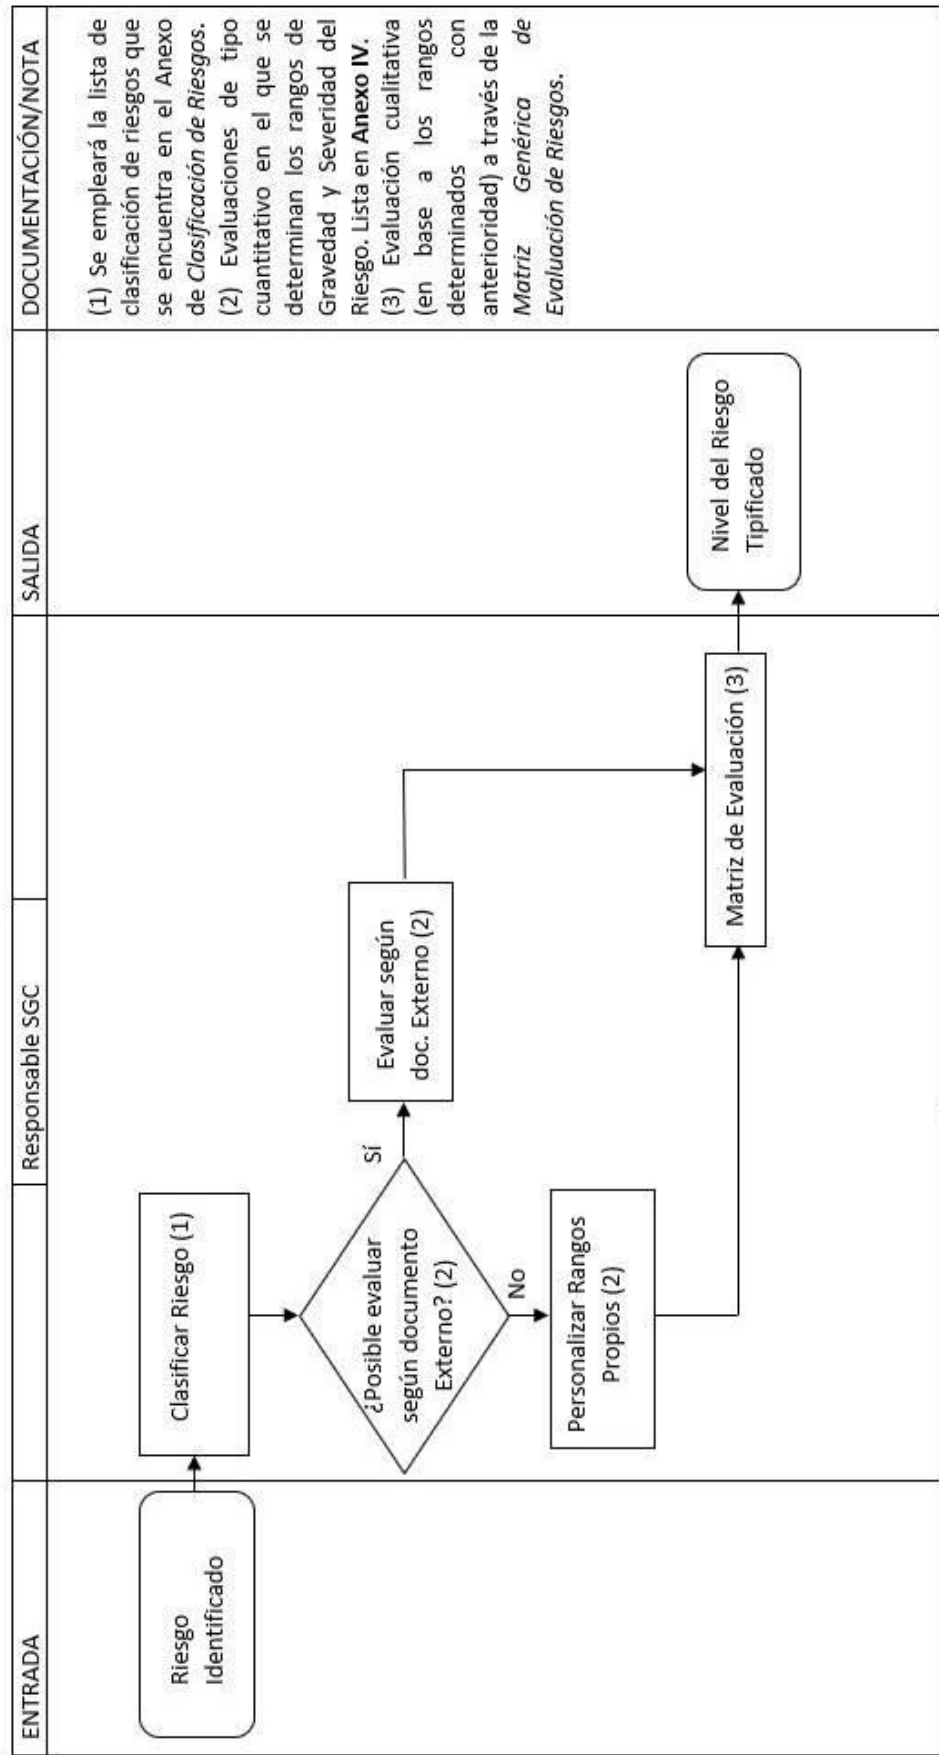 ENTRADA
Responsable SGC
SALIDA
DOCUMENTACIÓN/NOTA
Riesgo
Identificado
Clasificar Riesgo (1)
¿Posible evaluar
según documento
Externo? (2)
Sí
No
Evaluar según
doc. Externo (2)
Personalizar Rangos
Propios (2)
Matriz de Evaluación (3)
Nivel del Riesgo
Tipificado
(1) Se empleará la lista de
clasificación de riesgos que
se encuentra en el Anexo
de Clasificación de Riesgos.
(2) Evaluaciones de tipo
cuantitativo en el que se
determinan los rangos de
Gravedad y Severidad del
Riesgo. Lista en Anexo IV.
(3) Evaluación cualitativa
(en base a los rangos
determinados con
anterioridad) a través de la
Matriz Genérica de
Evaluación de Riesgos.